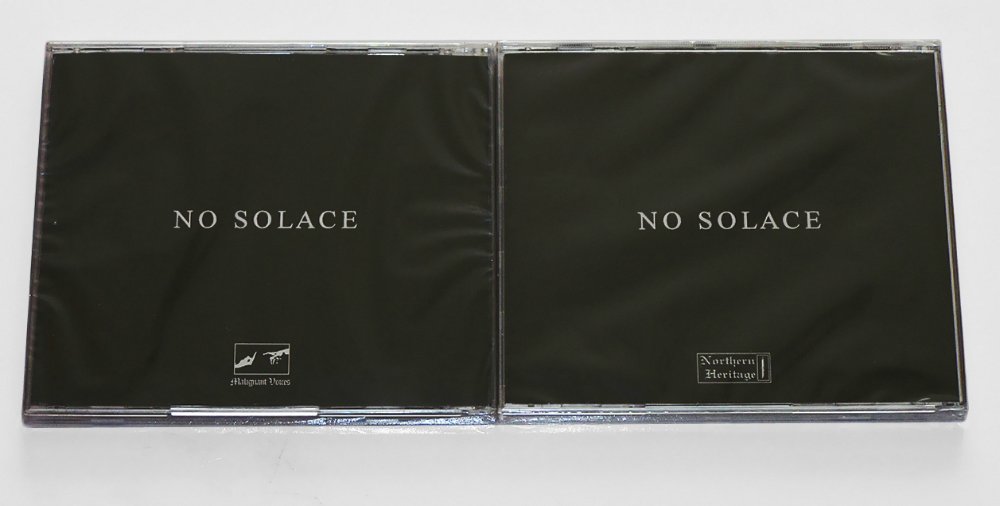 NO SOLACE
Malignant Voices
NO SOLACE
Northern
Heritage